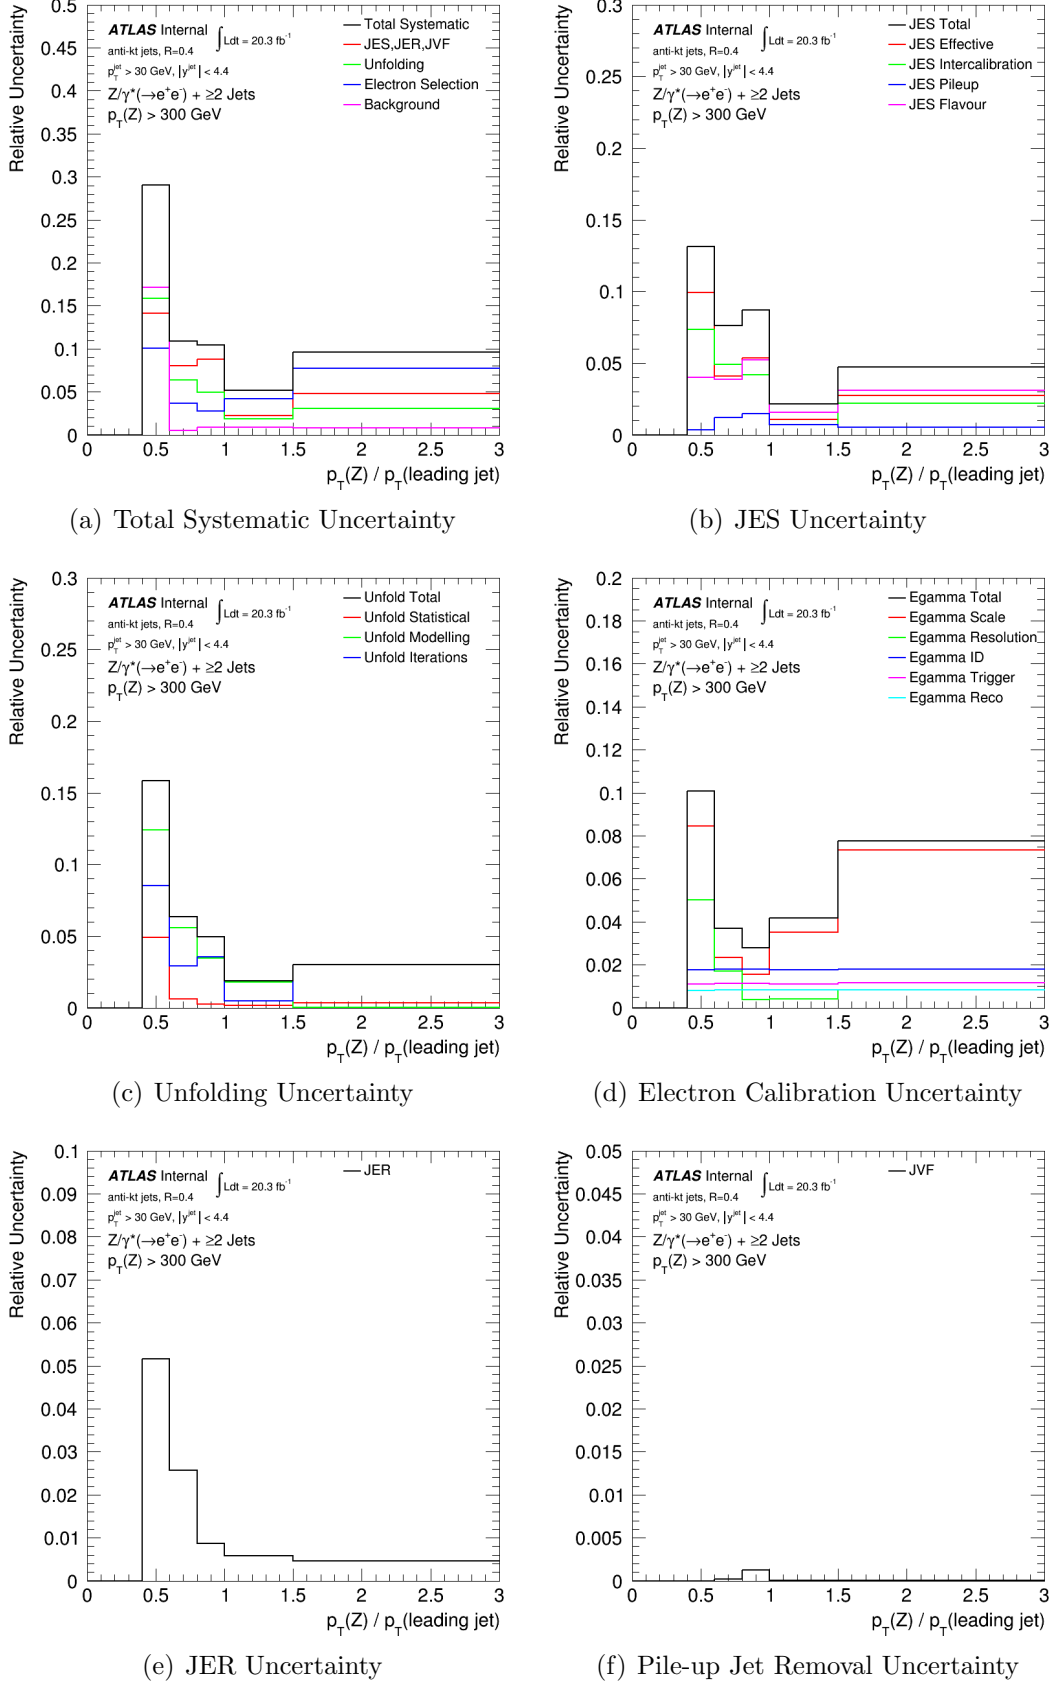 Relative Uncertainty
ATLAS Internal ∫Ldt = 20.3 fb⁻¹
anti-kt jets, R=0.4
p_T^jet > 30 GeV, |y^jet| < 4.4
Z/γ*(→e⁺e⁻) + ≥2 Jets
p_T(Z) > 300 GeV
Total Systematic
JES,JER,JVF
Unfolding
Electron Selection
Background
0.5
0.45
0.4
0.35
0.3
0.25
0.2
0.15
0.1
0.05
0
0 0.5 1 1.5 2 2.5 3
p_T(Z) / p_T(leading jet)
(a) Total Systematic Uncertainty
Relative Uncertainty
ATLAS Internal ∫Ldt = 20.3 fb⁻¹
anti-kt jets, R=0.4
p_T^jet > 30 GeV, |y^jet| < 4.4
Z/γ*(→e⁺e⁻) + ≥2 Jets
p_T(Z) > 300 GeV
JES Total
JES Effective
JES Intercalibration
JES Pileup
JES Flavour
0.3
0.25
0.2
0.15
0.1
0.05
0
0 0.5 1 1.5 2 2.5 3
p_T(Z) / p_T(leading jet)
(b) JES Uncertainty
Relative Uncertainty
ATLAS Internal ∫Ldt = 20.3 fb⁻¹
anti-kt jets, R=0.4
p_T^jet > 30 GeV, |y^jet| < 4.4
Z/γ*(→e⁺e⁻) + ≥2 Jets
p_T(Z) > 300 GeV
Unfold Total
Unfold Statistical
Unfold Modelling
Unfold Iterations
0.3
0.25
0.2
0.15
0.1
0.05
0
0 0.5 1 1.5 2 2.5 3
p_T(Z) / p_T(leading jet)
(c) Unfolding Uncertainty
Relative Uncertainty
ATLAS Internal ∫Ldt = 20.3 fb⁻¹
anti-kt jets, R=0.4
p_T^jet > 30 GeV, |y^jet| < 4.4
Z/γ*(→e⁺e⁻) + ≥2 Jets
p_T(Z) > 300 GeV
Egamma Total
Egamma Scale
Egamma Resolution
Egamma ID
Egamma Trigger
Egamma Reco
0.2
0.18
0.16
0.14
0.12
0.1
0.08
0.06
0.04
0.02
0
0 0.5 1 1.5 2 2.5 3
p_T(Z) / p_T(leading jet)
(d) Electron Calibration Uncertainty
Relative Uncertainty
ATLAS Internal ∫Ldt = 20.3 fb⁻¹
anti-kt jets, R=0.4
p_T^jet > 30 GeV, |y^jet| < 4.4
Z/γ*(→e⁺e⁻) + ≥2 Jets
p_T(Z) > 300 GeV
JER
0.1
0.09
0.08
0.07
0.06
0.05
0.04
0.03
0.02
0.01
0
0 0.5 1 1.5 2 2.5 3
p_T(Z) / p_T(leading jet)
(e) JER Uncertainty
Relative Uncertainty
ATLAS Internal ∫Ldt = 20.3 fb⁻¹
anti-kt jets, R=0.4
p_T^jet > 30 GeV, |y^jet| < 4.4
Z/γ*(→e⁺e⁻) + ≥2 Jets
p_T(Z) > 300 GeV
JVF
0.05
0.045
0.04
0.035
0.03
0.025
0.02
0.015
0.01
0.005
0
0 0.5 1 1.5 2 2.5 3
p_T(Z) / p_T(leading jet)
(f) Pile-up Jet Removal Uncertainty